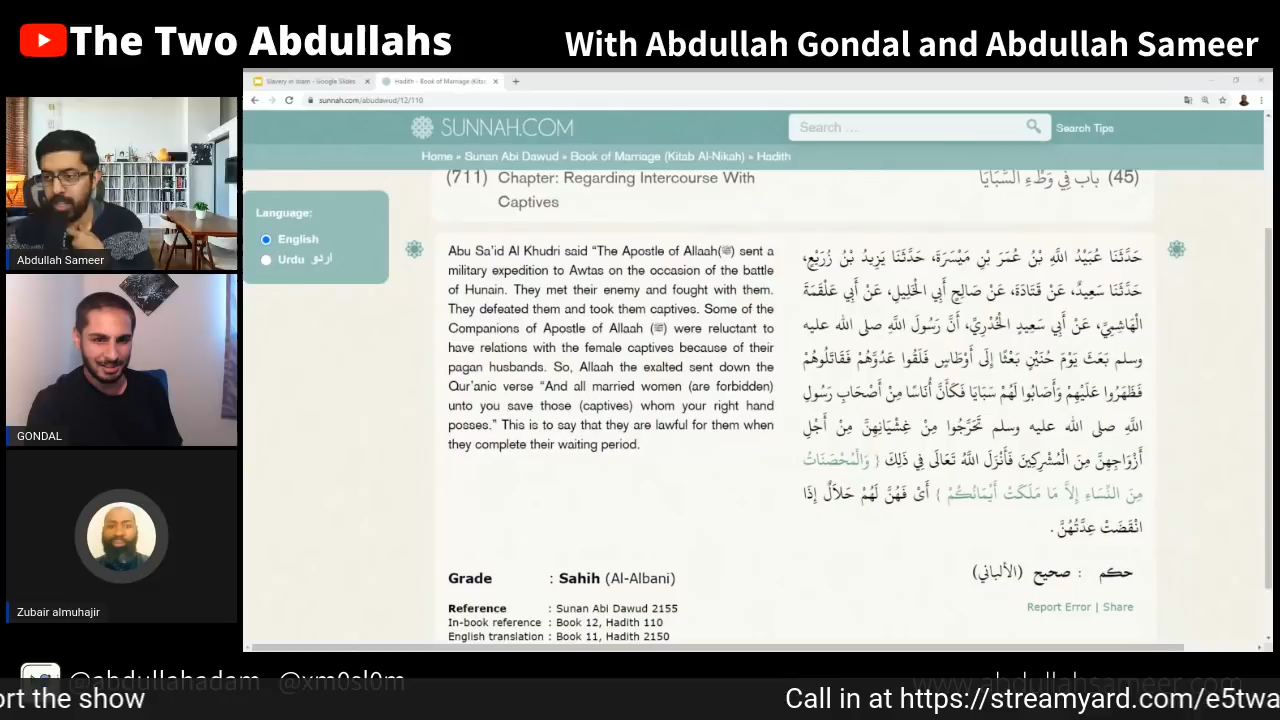 The Two Abdullahs
With Abdullah Gondal and Abdullah Sameer
Slavery in Islam - Google Slides
Hadith - Book of Marriage (Kitab
sunnah.com/abudawud/12/110
SUNNAH.COM
Search ...
Search Tips
Home » Sunan Abi Dawud » Book of Marriage (Kitab Al-Nikah) » Hadith
(711) Chapter: Regarding Intercourse With
Captives
(45) باب فِي وَطْءِ السَّبَايَا
Language:
English
Urdu اردو
Abu Sa'id Al Khudri said “The Apostle of Allaah(ﷺ) sent a
military expedition to Awtas on the occasion of the battle
of Hunain. They met their enemy and fought with them.
They defeated them and took them captives. Some of the
Companions of Apostle of Allaah (ﷺ) were reluctant to
have relations with the female captives because of their
pagan husbands. So, Allaah the exalted sent down the
Qur'anic verse “And all married women (are forbidden)
unto you save those (captives) whom your right hand
posses.” This is to say that they are lawful for them when
they complete their waiting period.
حَدَّثَنَا عُبَيْدُ اللَّهِ بْنُ عُمَرَ بْنِ مَيْسَرَةَ، حَدَّثَنَا يَزِيدُ بْنُ زُرَيْعٍ،
حَدَّثَنَا سَعِيدٌ، عَنْ قَتَادَةَ، عَنْ صَالِحٍ أَبِي الْخَلِيلِ، عَنْ أَبِي عَلْقَمَةَ
الْهَاشِمِيِّ، عَنْ أَبِي سَعِيدٍ الْخُدْرِيِّ، أَنَّ رَسُولَ اللَّهِ صلى الله عليه
وسلم بَعَثَ يَوْمَ حُنَيْنٍ بَعْثًا إِلَى أَوْطَاسٍ فَلَقُوا عَدُوَّهُمْ فَقَاتَلُوهُمْ
فَظَهَرُوا عَلَيْهِمْ وَأَصَابُوا لَهُمْ سَبَايَا فَكَأَنَّ أُنَاسًا مِنْ أَصْحَابِ رَسُولِ
اللَّهِ صلى الله عليه وسلم تَحَرَّجُوا مِنْ غِشْيَانِهِنَّ مِنْ أَجْلِ
أَزْوَاجِهِنَّ مِنَ الْمُشْرِكِينَ فَأَنْزَلَ اللَّهُ تَعَالَى فِي ذَلِكَ { وَالْمُحْصَنَاتُ
مِنَ النِّسَاءِ إِلاَّ مَا مَلَكَتْ أَيْمَانُكُمْ } أَىْ فَهُنَّ لَهُمْ حَلاَلٌ إِذَا
انْقَضَتْ عِدَّتُهُنَّ .
Grade : Sahih (Al-Albani)
حكم : صحيح (الألباني)
Reference : Sunan Abi Dawud 2155
In-book reference : Book 12, Hadith 110
English translation : Book 11, Hadith 2150
Report Error | Share
Abdullah Sameer
GONDAL
Zubair almuhajir
@abdullahadam @xm0sl0m
www.abdullahsameer.com
ort the show
Call in at https://streamyard.com/e5twa